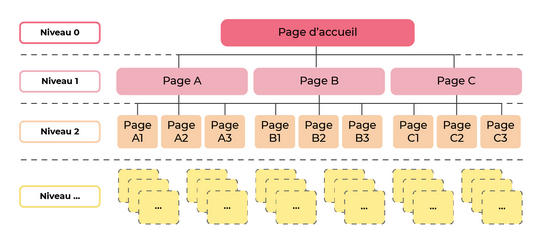 Niveau 0
Page d'accueil
Niveau 1
Page A
Page B
Page C
Niveau 2
Page A1
Page A2
Page A3
Page B1
Page B2
Page B3
Page C1
Page C2
Page C3
Niveau ...
...
...
...
...
...
...